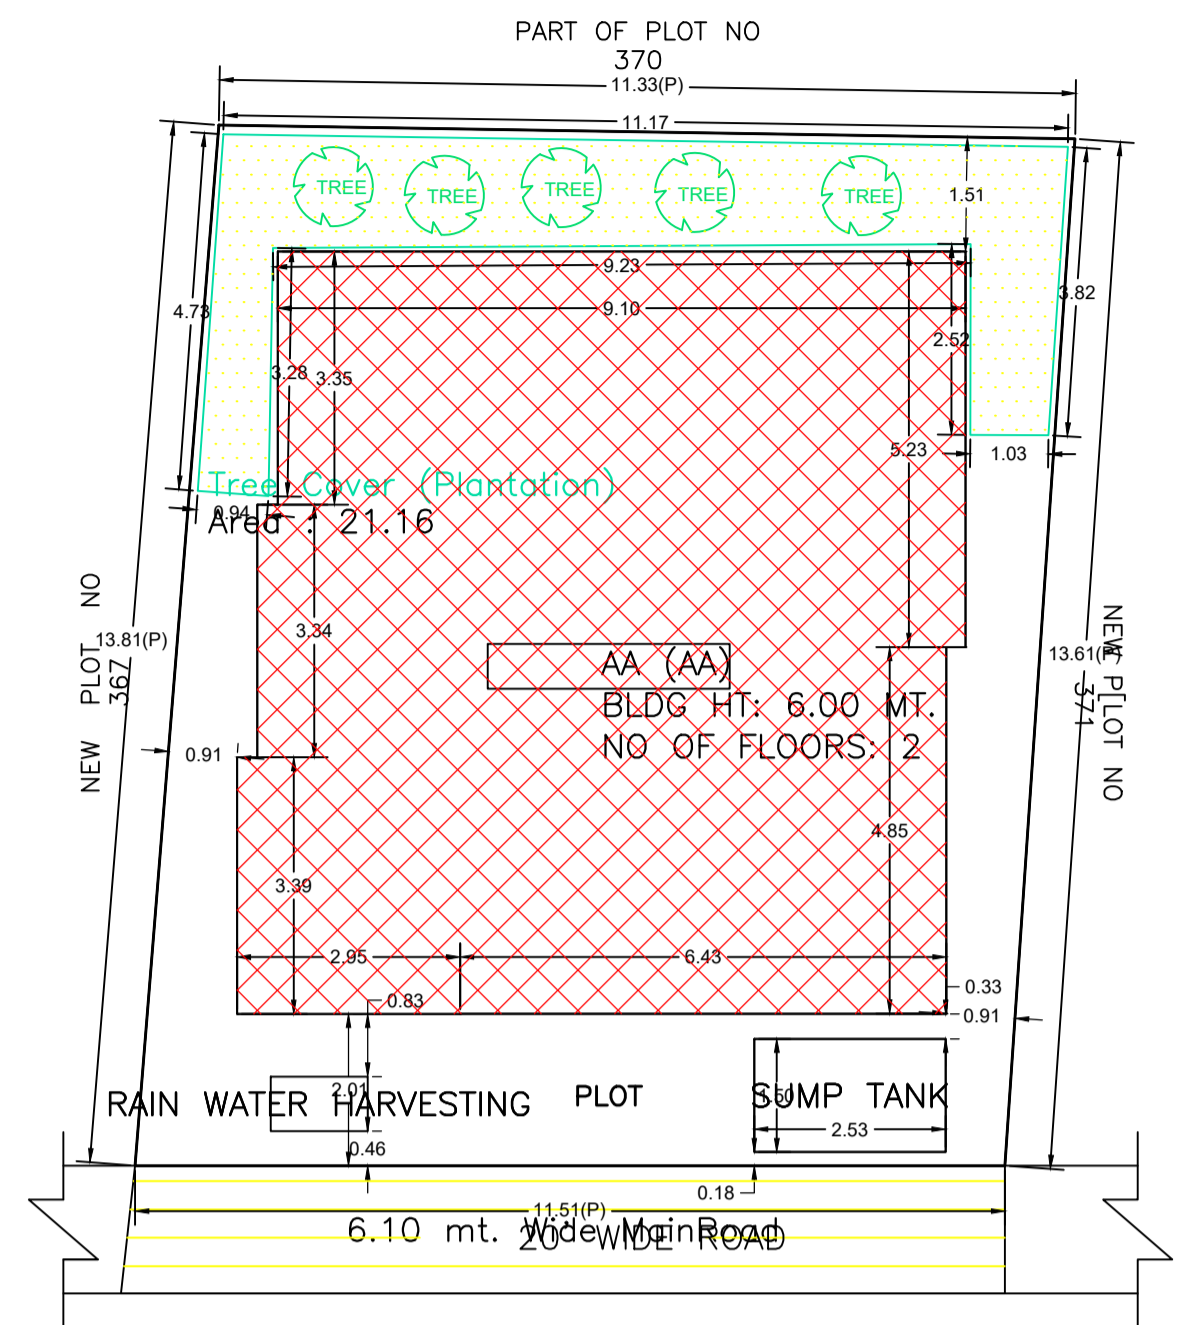 PART OF PLOT NO
370
11.33(P)
11.17
TREE
TREE
TREE
TREE
TREE
1.51
9.23
3.82
4.73
9.10
2.52
3.28
3.35
5.23
1.03
Tree Cover (Plantation)
0.94
Area : 21.16
NEW PLOT NO
367
13.81(P)
3.34
AA (AA)
BLDG HT: 6.00 MT.
NO OF FLOORS: 2
13.61(P)
NEW P[LOT NO
371
0.91
4.85
3.39
2.95
6.43
0.33
0.83
0.91
2.01
RAIN WATER HARVESTING
PLOT
SUMP TANK
1.50
2.53
0.46
0.18
11.51(P)
6.10 mt. Wide MainRoad
20' WIDE ROAD